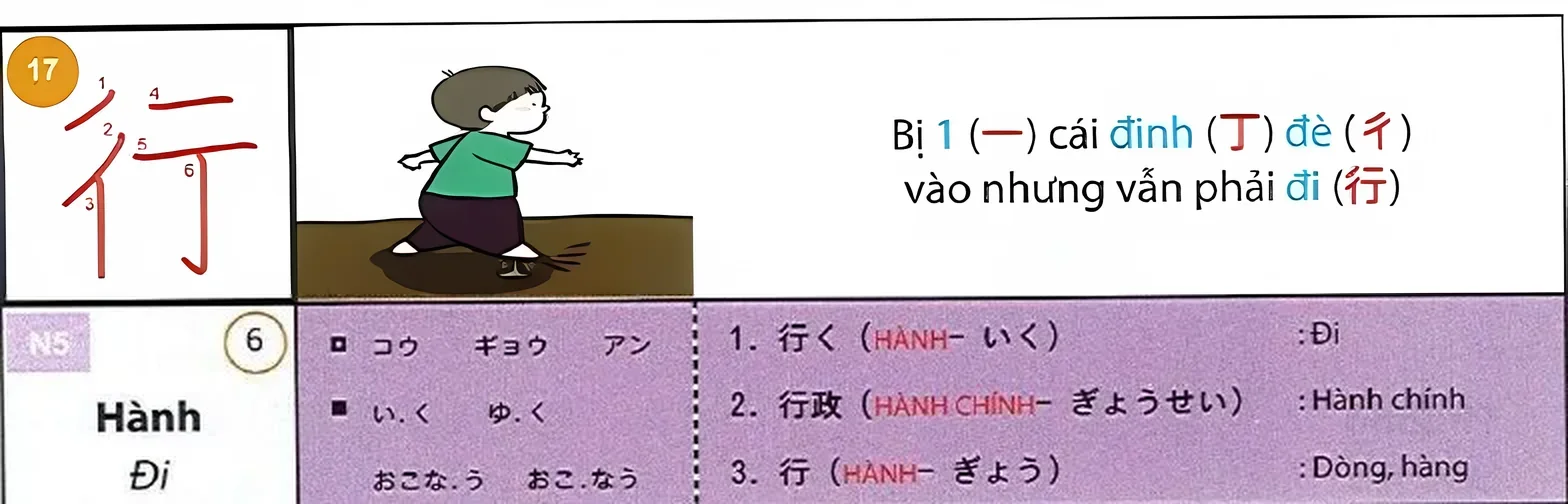 17
行
1
2
3
4
5
6
Bị 1 (一) cái đinh (丁) đè (彳)
vào nhưng vẫn phải đi (行)
N5
6
Hành
Đi
コウ ギョウ アン
い.く ゆ.く
おこな.う おこ.なう
1. 行く (HÀNH- いく) : Đi
2. 行政 (HÀNH CHÍNH- ぎょうせい) : Hành chính
3. 行 (HÀNH- ぎょう) : Dòng, hàng